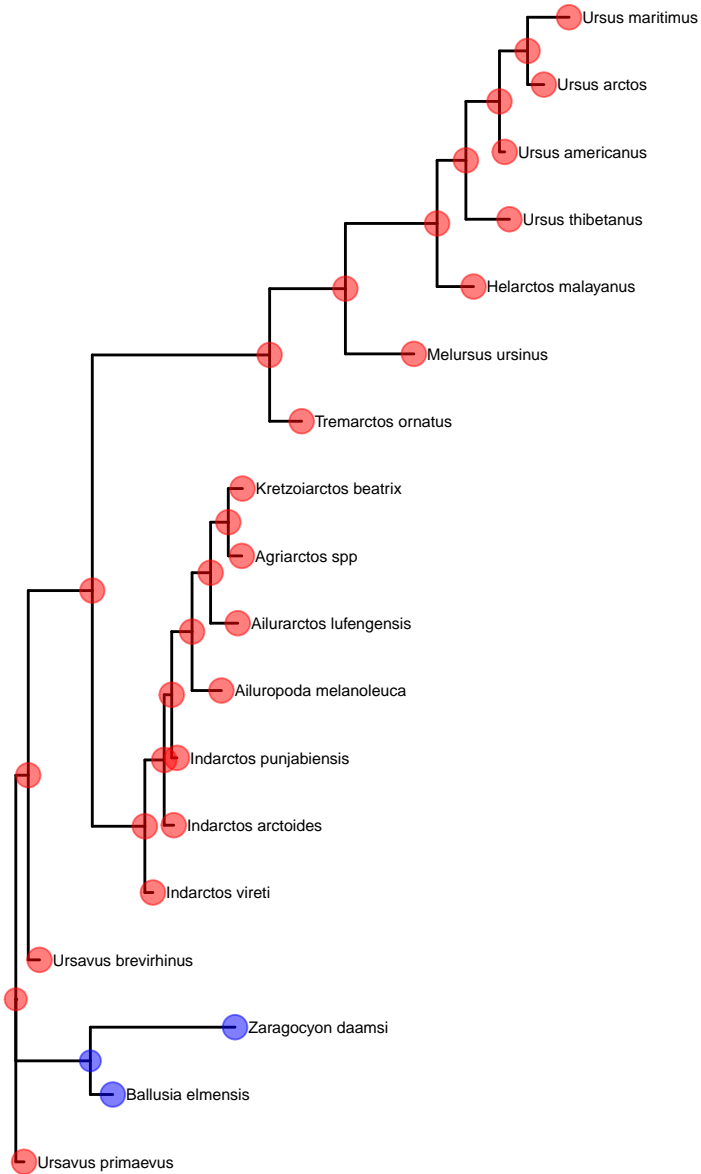 Ursus maritimus
Ursus arctos
Ursus americanus
Ursus thibetanus
Helarctos malayanus
Melursus ursinus
Tremarctos ornatus
Kretzoiarctos beatrix
Agriarctos spp
Ailurarctos lufengensis
Ailuropoda melanoleuca
Indarctos punjabiensis
Indarctos arctoides
Indarctos vireti
Ursavus brevirhinus
Zaragocyon daamsi
Ballusia elmensis
Ursavus primaevus